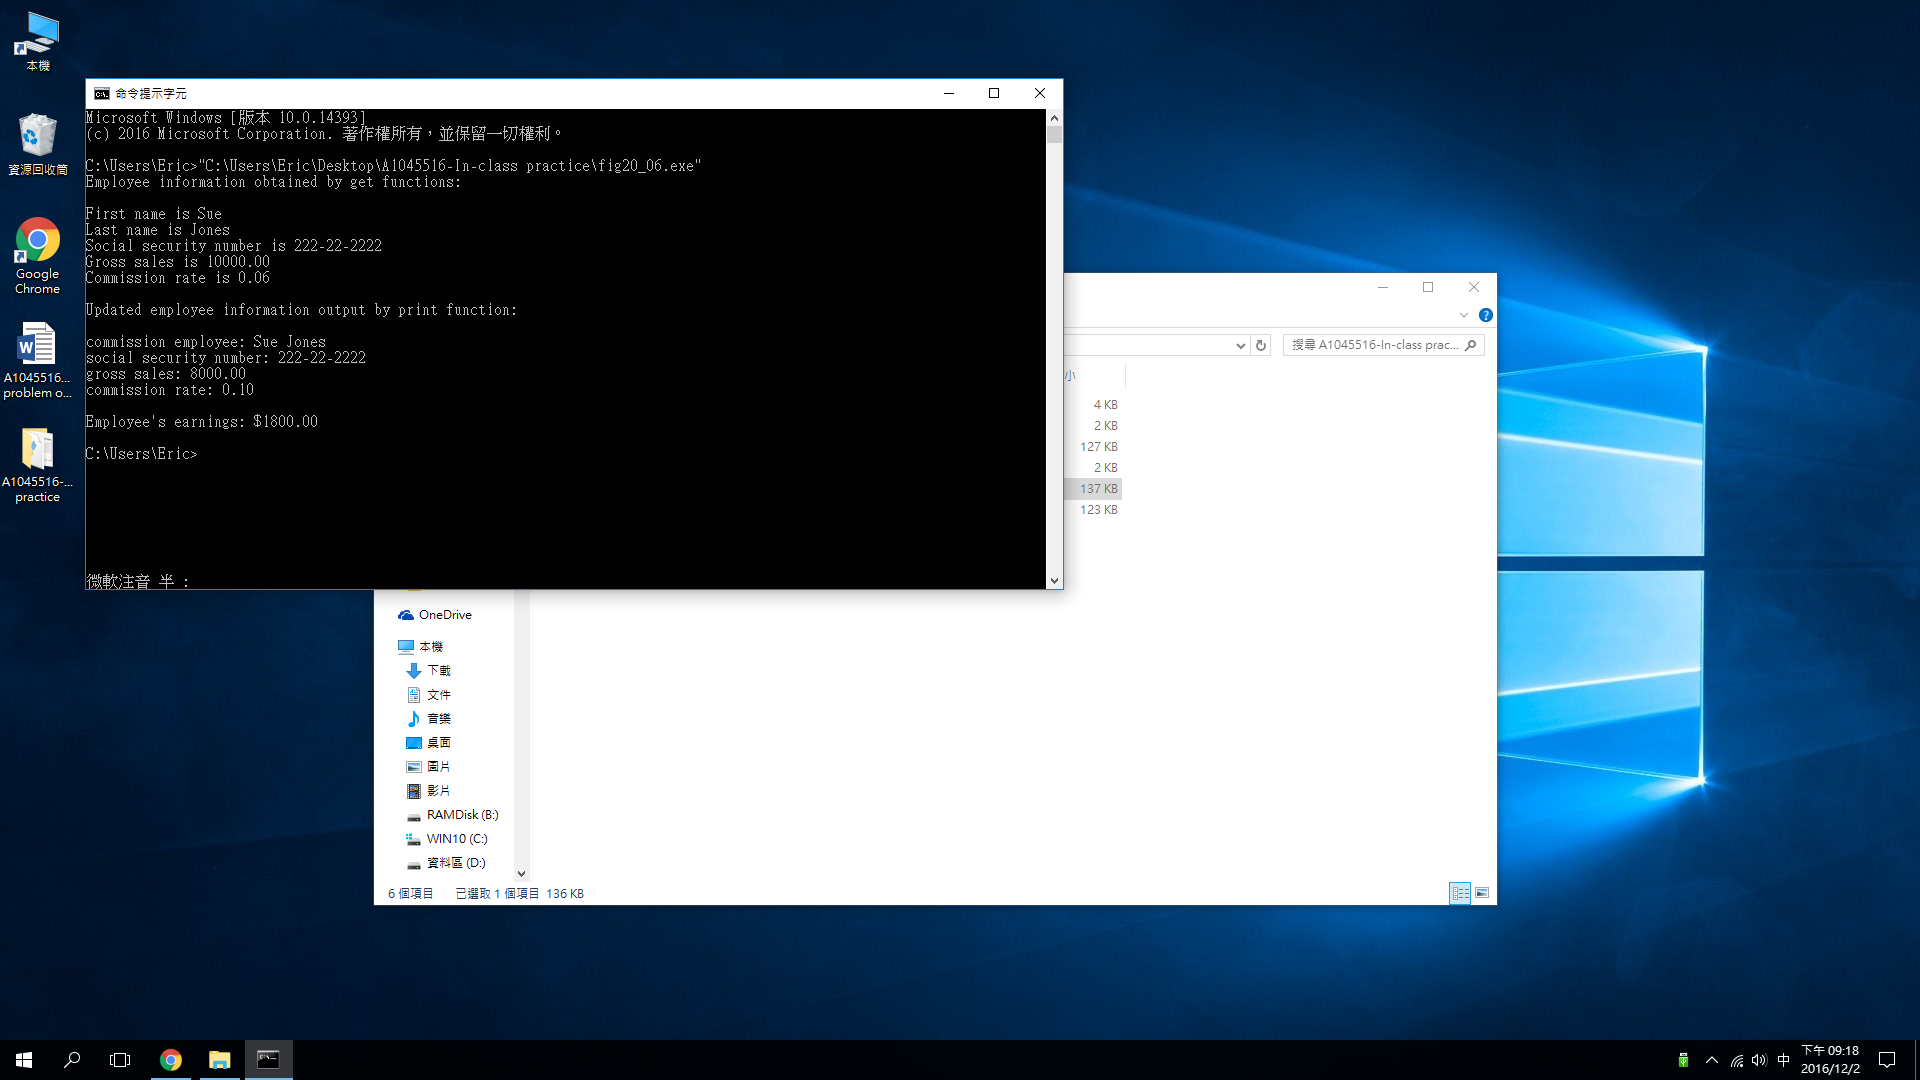 本機
資源回收筒
Google
Chrome
A1045516...
problem o...
A1045516-...
practice
命令提示字元
Microsoft Windows [版本 10.0.14393]
(c) 2016 Microsoft Corporation. 著作權所有，並保留一切權利。
C:\Users\Eric>"C:\Users\Eric\Desktop\A1045516-In-class practice\fig20_06.exe"
Employee information obtained by get functions:
First name is Sue
Last name is Jones
Social security number is 222-22-2222
Gross sales is 10000.00
Commission rate is 0.06
Updated employee information output by print function:
commission employee: Sue Jones
social security number: 222-22-2222
gross sales: 8000.00
commission rate: 0.10
Employee's earnings: $1800.00
C:\Users\Eric>
微軟注音 半 :
搜尋 A1045516-In-class prac...
小
4 KB
2 KB
127 KB
2 KB
137 KB
123 KB
OneDrive
本機
下載
文件
音樂
桌面
圖片
影片
RAMDisk (B:)
WIN10 (C:)
資料區 (D:)
6 個項目 已選取 1 個項目 136 KB
中
下午 09:18
2016/12/2